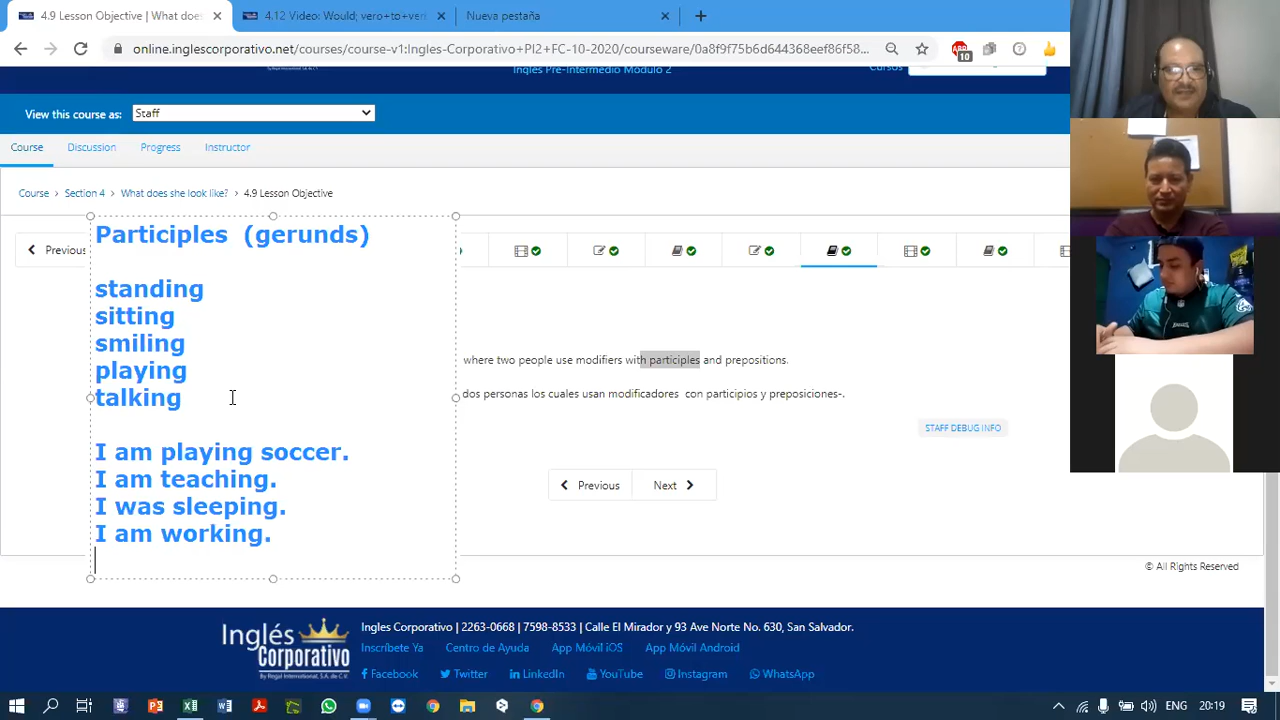 4.9 Lesson Objective | What does
4.12 Video: Would; vero+to+ver
Nueva pestaña
online.inglescorporativo.net/courses/course-v1:Ingles-Corporativo+PI2+FC-10-2020/courseware/0a8f9f75b6d644368eef86f58...
10
Inglés Pre-Intermedio Módulo 2
Cursos
View this course as:
Staff
Course
Discussion
Progress
Instructor
Course > Section 4 > What does she look like? > 4.9 Lesson Objective
Previous
Participles (gerunds)
standing
sitting
smiling
playing
talking
I am playing soccer.
I am teaching.
I was sleeping.
I am working.
where two people use modifiers with participles and prepositions.
dos personas los cuales usan modificadores con participios y preposiciones-.
STAFF DEBUG INFO
Previous
Next
© All Rights Reserved
Inglés Corporativo
by Regal International, S.A. de C.V.
Ingles Corporativo | 2263-0668 | 7598-8533 | Calle El Mirador y 93 Ave Norte No. 630, San Salvador.
Inscríbete Ya
Centro de Ayuda
App Móvil iOS
App Móvil Android
Facebook
Twitter
LinkedIn
YouTube
Instagram
WhatsApp
20:19